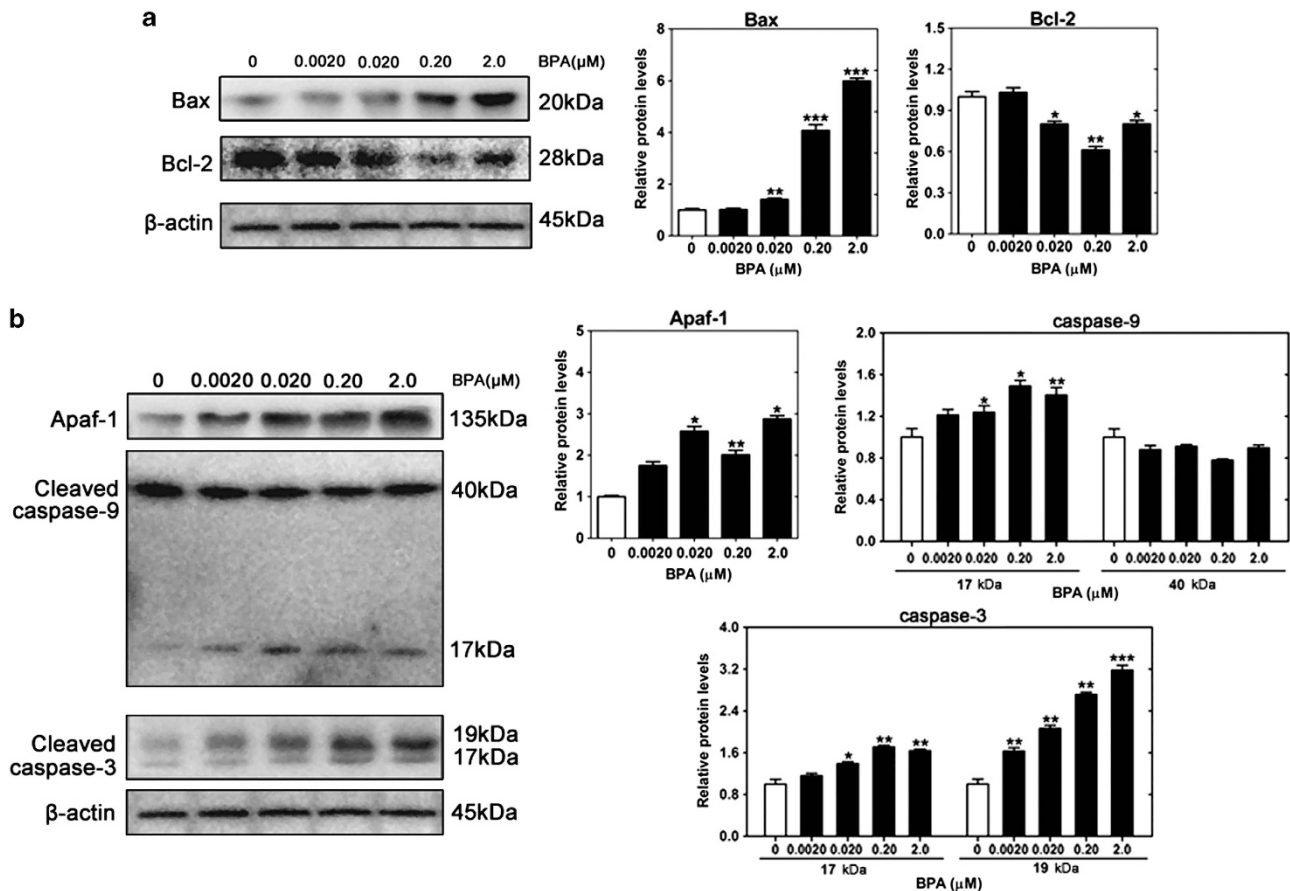 a
0 0.0020 0.020 0.20 2.0 BPA(µM)
Bax 20kDa
Bcl-2 28kDa
β-actin 45kDa
Bax
Relative protein levels
8
6
4
2
0
** *** ***
0 0.0020 0.020 0.20 2.0
BPA (µM)
Bcl-2
Relative protein levels
1.5
1.2
0.9
0.6
0.3
0.0
* ** *
0 0.0020 0.020 0.20 2.0
BPA (µM)
b
0 0.0020 0.020 0.20 2.0 BPA(µM)
Apaf-1 135kDa
Cleaved
caspase-9
40kDa
17kDa
Cleaved
caspase-3
19kDa
17kDa
β-actin 45kDa
Apaf-1
Relative protein levels
5
4
3
2
1
0
* ** *
0 0.0020 0.020 0.20 2.0
BPA (µM)
caspase-9
Relative protein levels
2.0
1.6
1.2
0.8
0.4
0.0
* * **
0 0.0020 0.020 0.20 2.0 0 0.0020 0.020 0.20 2.0
17 kDa 40 kDa
BPA (µM)
caspase-3
Relative protein levels
4.0
3.2
2.4
1.6
0.8
0.0
* ** ** ** ** ** ***
0 0.0020 0.020 0.20 2.0 0 0.0020 0.020 0.20 2.0
17 kDa 19 kDa
BPA (µM)